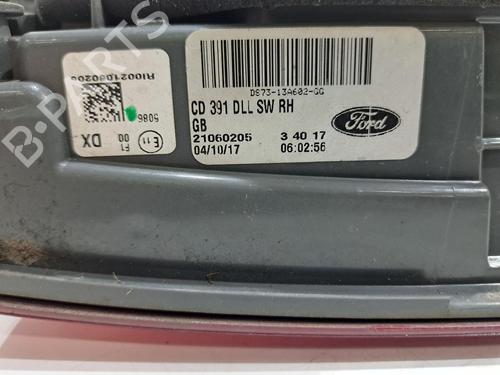 B-PARTS
RI0021060205
5086
E11
F1
00
DX
DS73-13A602-GG
CD 391 DLL SW RH
GB
21060205 3 40 17
04/10/17 06:02:56
Ford